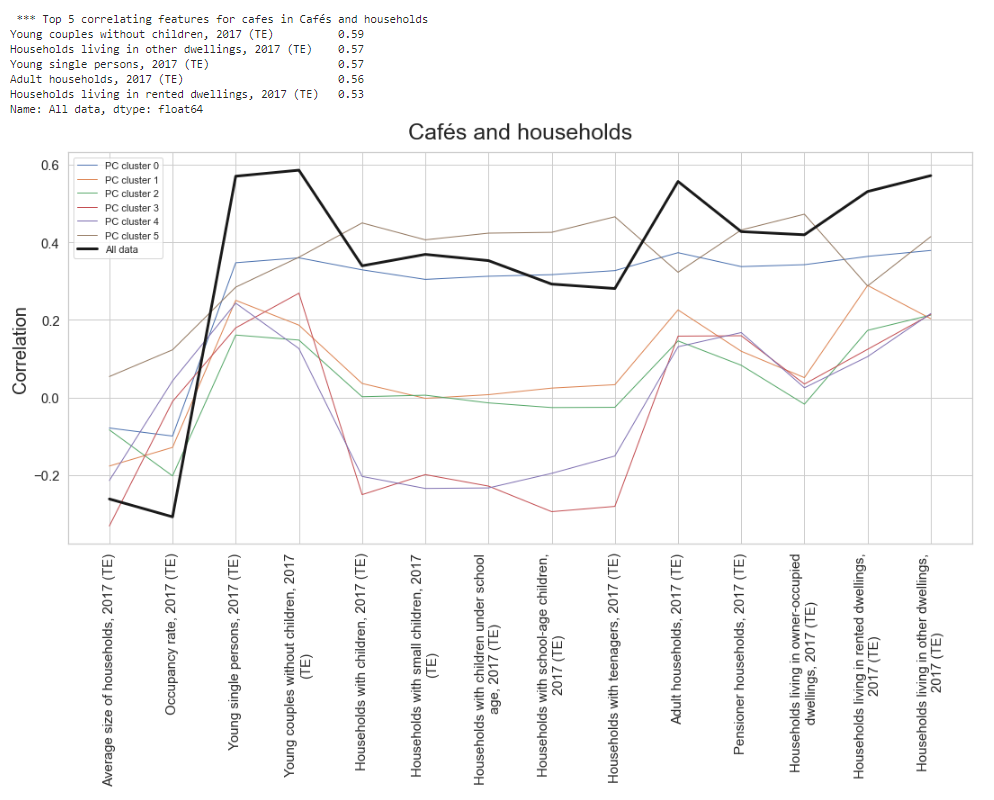 *** Top 5 correlating features for cafes in Cafés and households
Young couples without children, 2017 (TE) 0.59
Households living in other dwellings, 2017 (TE) 0.57
Young single persons, 2017 (TE) 0.57
Adult households, 2017 (TE) 0.56
Households living in rented dwellings, 2017 (TE) 0.53
Name: All data, dtype: float64
Cafés and households
PC cluster 0
PC cluster 1
PC cluster 2
PC cluster 3
PC cluster 4
PC cluster 5
All data
Correlation
0.6
0.4
0.2
0.0
−0.2
Average size of households, 2017 (TE)
Occupancy rate, 2017 (TE)
Young single persons, 2017 (TE)
Young couples without children, 2017
(TE)
Households with children, 2017 (TE)
Households with small children, 2017
(TE)
Households with children under school
age, 2017 (TE)
Households with school-age children,
2017 (TE)
Households with teenagers, 2017 (TE)
Adult households, 2017 (TE)
Pensioner households, 2017 (TE)
Households living in owner-occupied
dwellings, 2017 (TE)
Households living in rented dwellings,
2017 (TE)
Households living in other dwellings,
2017 (TE)